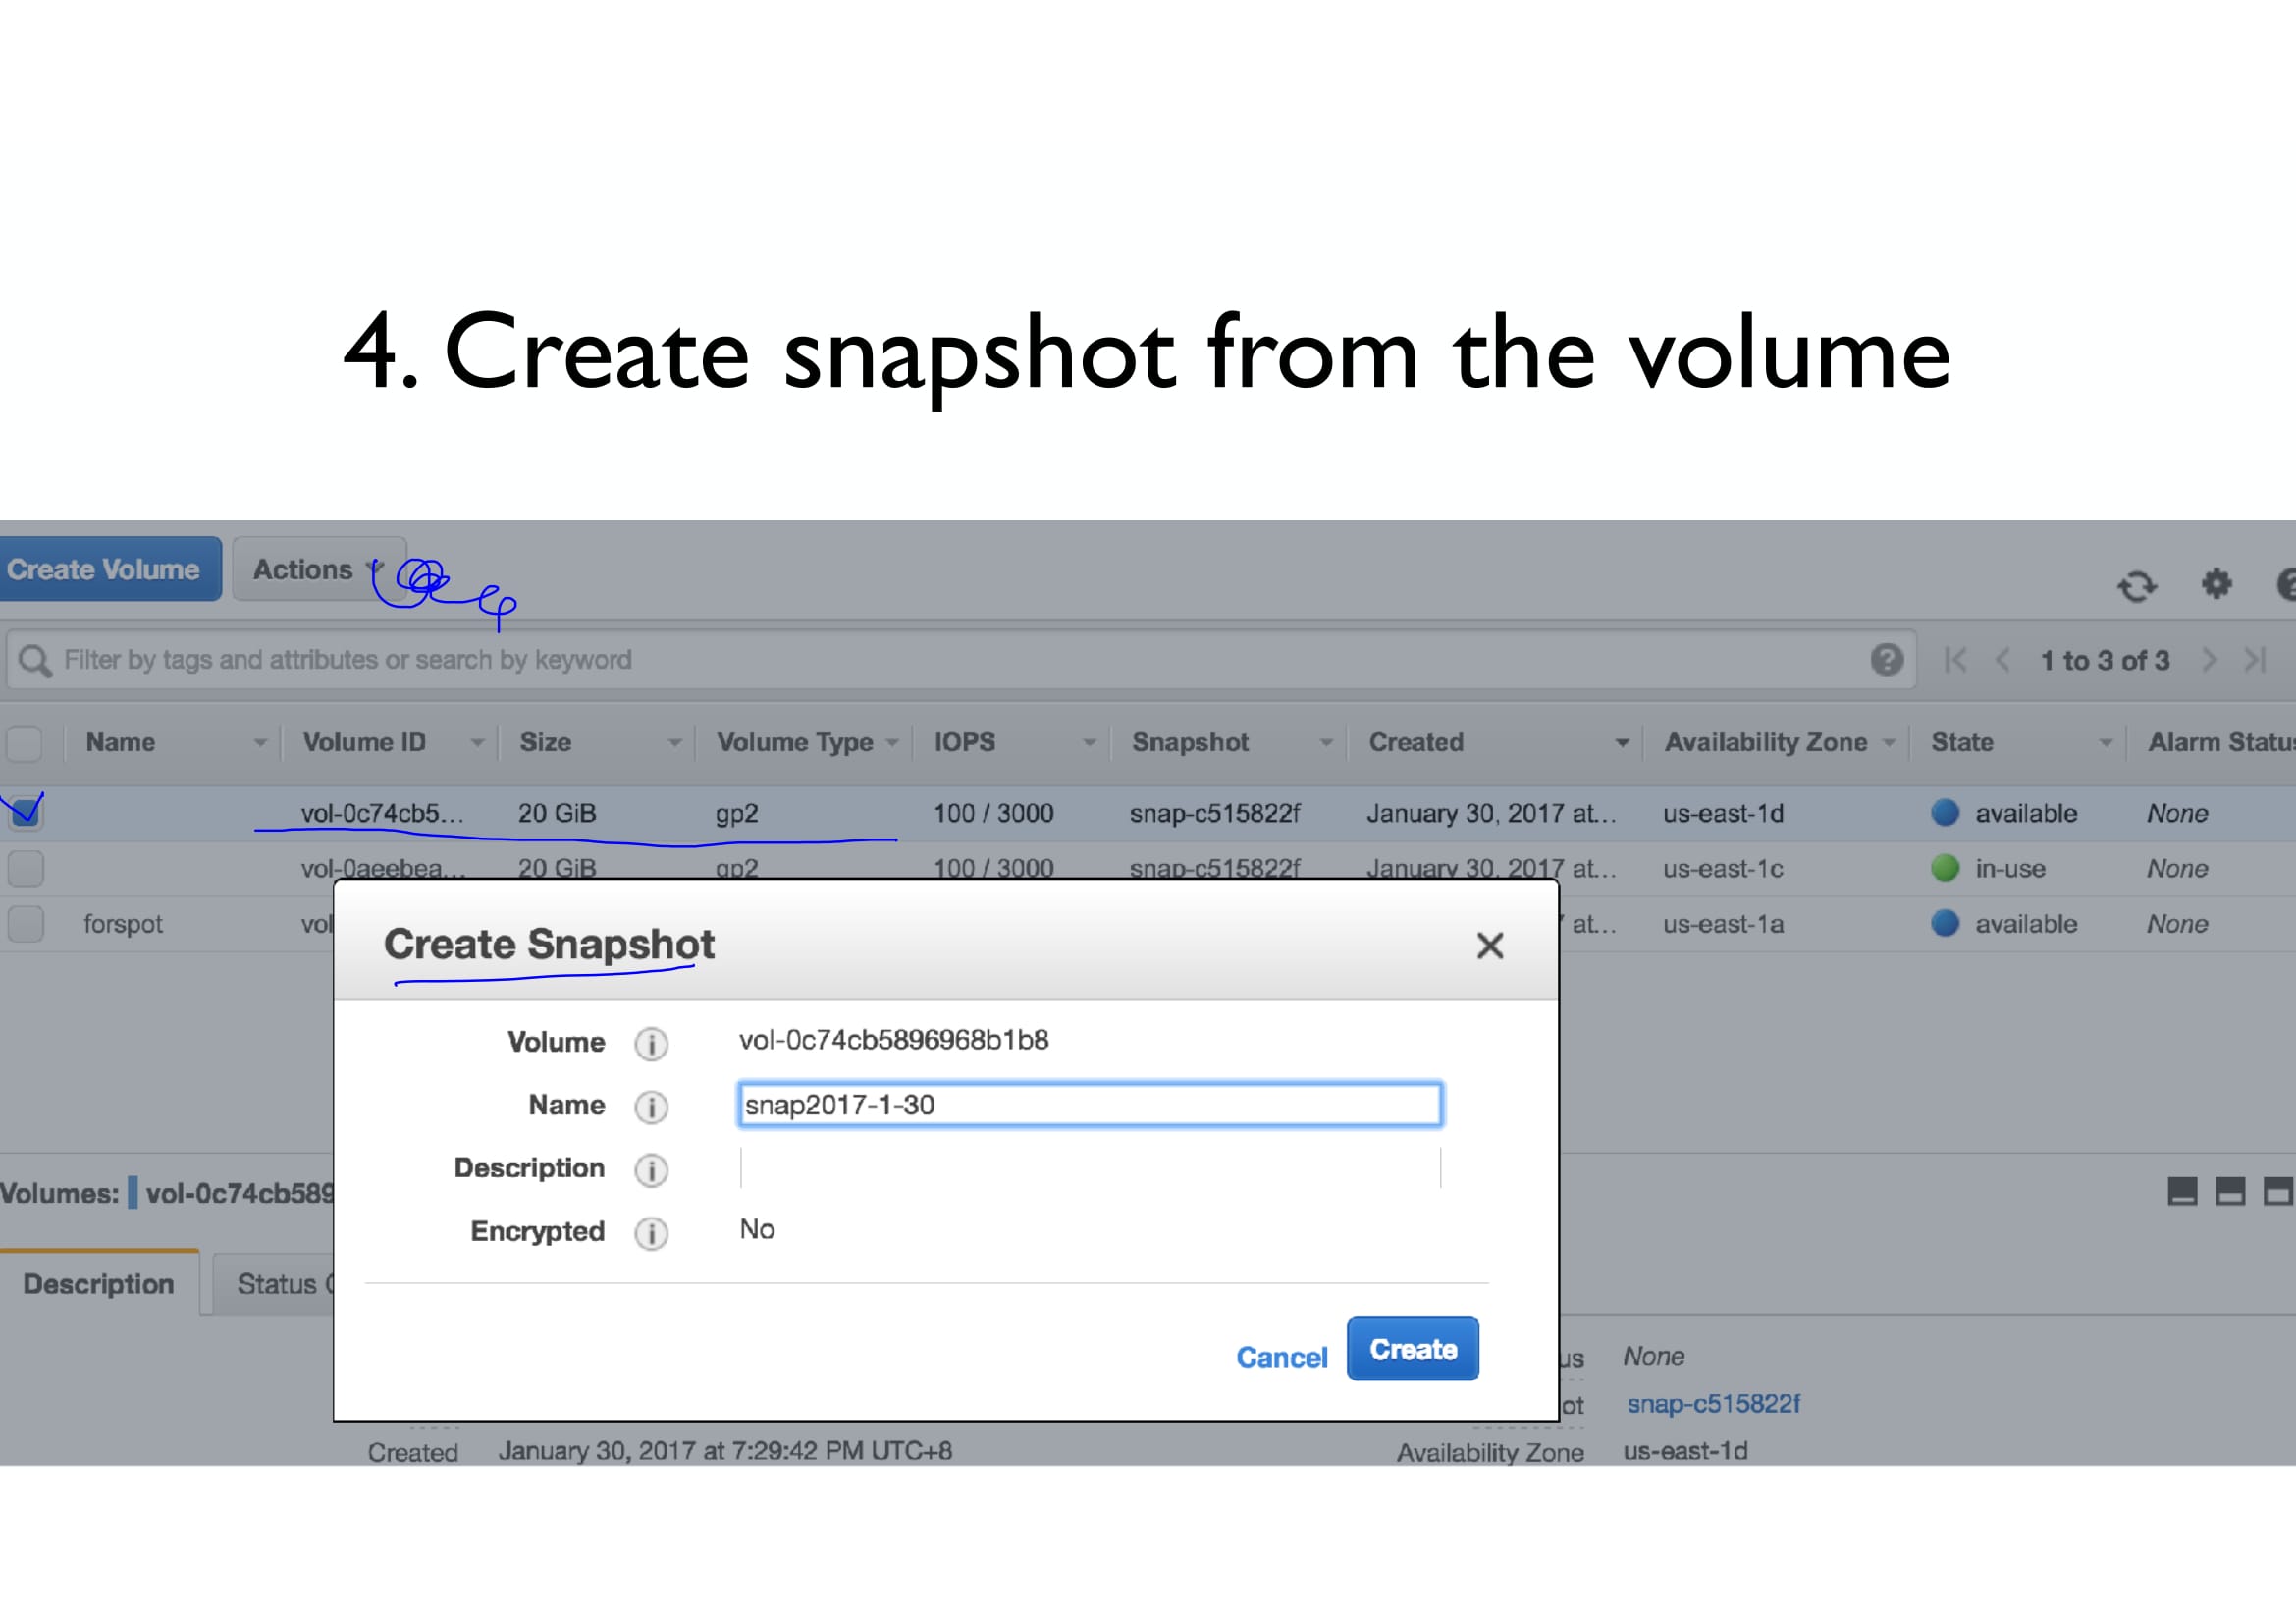 4. Create snapshot from the volume
Create Volume Actions
Filter by tags and attributes or search by keyword 1 to 3 of 3
Name Volume ID Size Volume Type IOPS Snapshot Created Availability Zone State Alarm Status
vol-0c74cb5... 20 GiB gp2 100 / 3000 snap-c515822f January 30, 2017 at... us-east-1d available None
vol-0aeebea... 20 GiB gp2 100 / 3000 snap-c515822f January 30, 2017 at... us-east-1c in-use None
forspot vol at... us-east-1a available None
Create Snapshot
Volume vol-0c74cb5896968b1b8
Name snap2017-1-30
Description
Encrypted No
Cancel Create
Volumes: vol-0c74cb589
Description Status
us None
ot snap-c515822f
Created January 30, 2017 at 7:29:42 PM UTC+8 Availability Zone us-east-1d